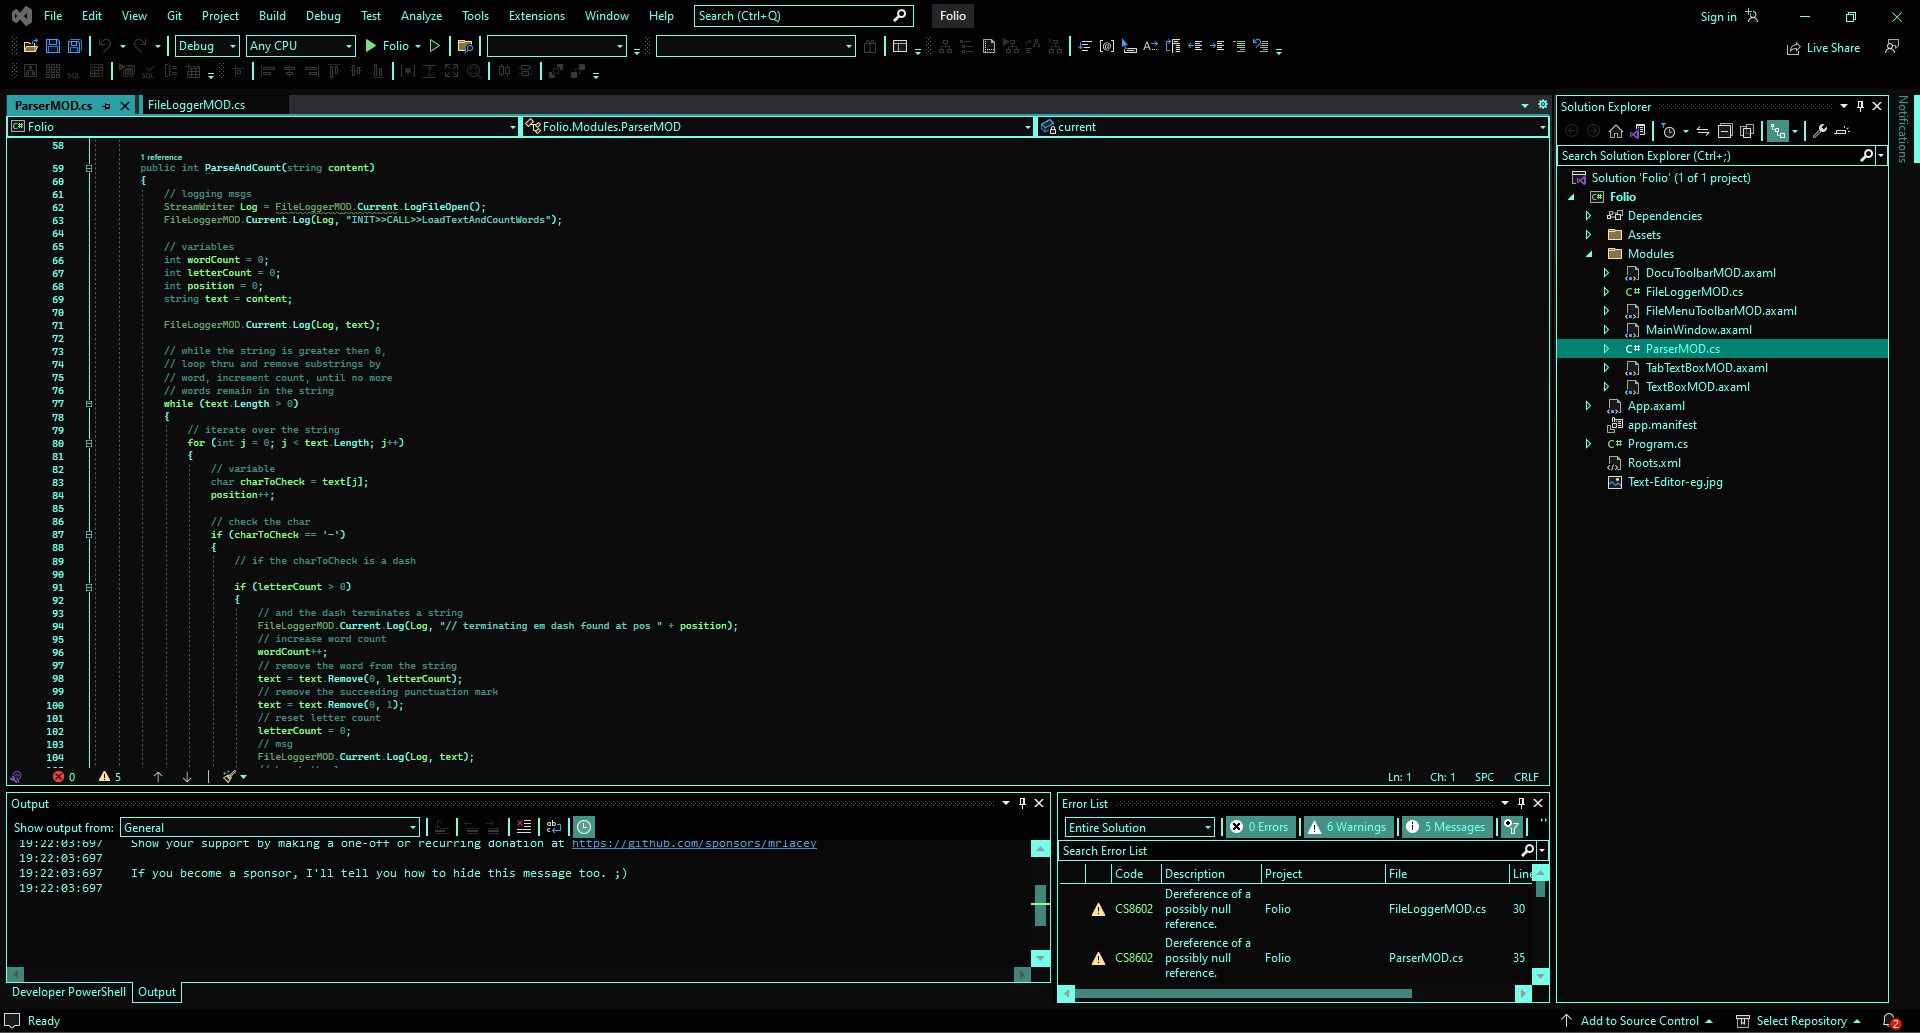 File Edit View Git Project Build Debug Test Analyze Tools Extensions Window Help Search (Ctrl+Q) Folio Sign in
Debug Any CPU Folio Live Share
ParserMOD.cs FileLoggerMOD.cs
Folio Folio.Modules.ParserMOD current
58
1 reference
59 public int ParseAndCount(string content)
60 {
61 // logging msgs
62 StreamWriter Log = FileLoggerMOD.Current.LogFileOpen();
63 FileLoggerMOD.Current.Log(Log, "INIT>>CALL>>LoadTextAndCountWords");
64
65 // variables
66 int wordCount = 0;
67 int letterCount = 0;
68 int position = 0;
69 string text = content;
70
71 FileLoggerMOD.Current.Log(Log, text);
72
73 // while the string is greater then 0,
74 // loop thru and remove substrings by
75 // word, increment count, until no more
76 // words remain in the string
77 while (text.Length > 0)
78 {
79 // iterate over the string
80 for (int j = 0; j < text.Length; j++)
81 {
82 // variable
83 char charToCheck = text[j];
84 position++;
85
86 // check the char
87 if (charToCheck == '-')
88 {
89 // if the charToCheck is a dash
90
91 if (letterCount > 0)
92 {
93 // and the dash terminates a string
94 FileLoggerMOD.Current.Log(Log, "// terminating em dash found at pos " + position);
95 // increase word count
96 wordCount++;
97 // remove the word from the string
98 text = text.Remove(0, letterCount);
99 // remove the succeeding punctuation mark
100 text = text.Remove(0, 1);
101 // reset letter count
102 letterCount = 0;
103 // msg
104 FileLoggerMOD.Current.Log(Log, text);
0 5 Ln: 1 Ch: 1 SPC CRLF
Output
Show output from: General
19:22:03:697 Show your support by making a one-off or recurring donation at https://github.com/sponsors/mrlacey
19:22:03:697
19:22:03:697 If you become a sponsor, I'll tell you how to hide this message too. ;)
19:22:03:697
Developer PowerShell Output
Error List
Entire Solution 0 Errors 6 Warnings 5 Messages
Search Error List
Code Description Project File Line
CS8602 Dereference of a possibly null reference. Folio FileLoggerMOD.cs 30
CS8602 Dereference of a possibly null reference. Folio ParserMOD.cs 35
Solution Explorer
Search Solution Explorer (Ctrl+;)
Solution 'Folio' (1 of 1 project)
C# Folio
Dependencies
Assets
Modules
DocuToolbarMOD.axaml
C# FileLoggerMOD.cs
FileMenuToolbarMOD.axaml
MainWindow.axaml
C# ParserMOD.cs
TabTextBoxMOD.axaml
TextBoxMOD.axaml
App.axaml
app.manifest
C# Program.cs
Roots.xml
Text-Editor-eg.jpg
Notifications
Ready Add to Source Control Select Repository 2